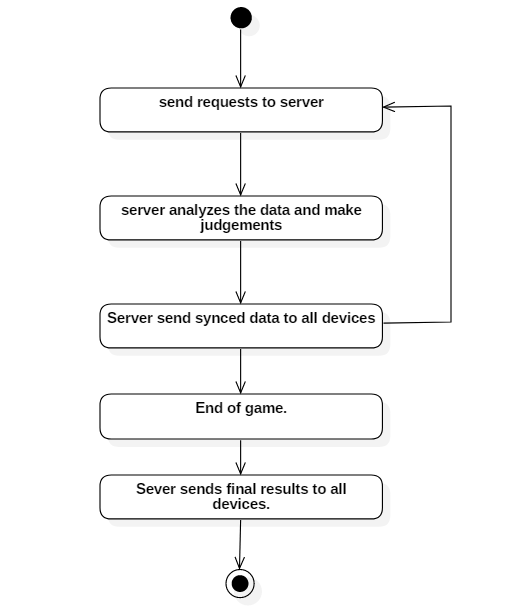 send requests to server
server analyzes the data and make
judgements
Server send synced data to all devices
End of game.
Sever sends final results to all
devices.